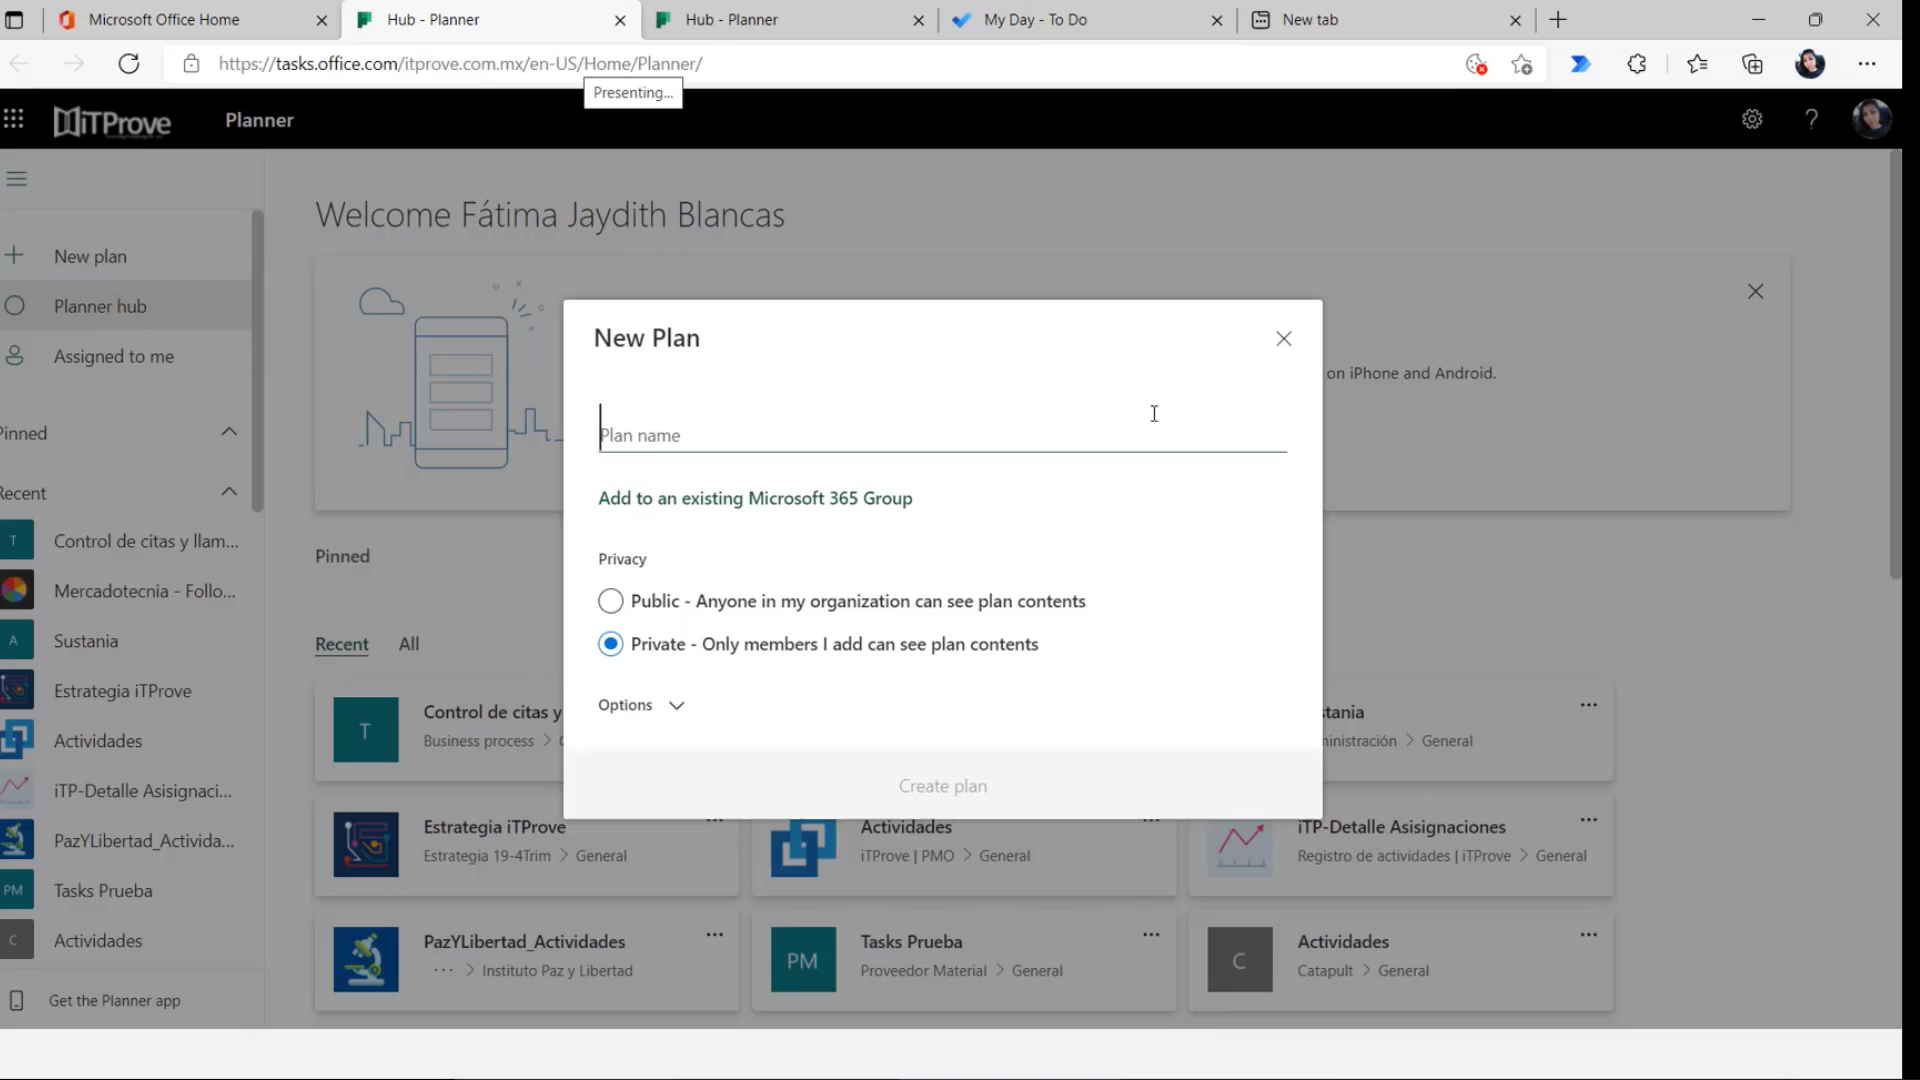 Microsoft Office Home
Hub - Planner
Hub - Planner
My Day - To Do
New tab
https://tasks.office.com/itprove.com.mx/en-US/Home/Planner/
Presenting...
iTProve
Planner
?
Welcome Fátima Jaydith Blancas
New plan
Planner hub
Assigned to me
Pinned
Recent
T
Control de citas y llam...
Mercadotecnia - Follo...
A
Sustania
Estrategia iTProve
Actividades
iTP-Detalle Asisignaci...
PazYLibertad_Activida...
PM
Tasks Prueba
C
Actividades
Get the Planner app
on iPhone and Android.
New Plan
Plan name
Add to an existing Microsoft 365 Group
Privacy
Public - Anyone in my organization can see plan contents
Private - Only members I add can see plan contents
Options
Create plan
Pinned
Recent
All
T
Control de citas y
Business process >
stania
ministración > General
Estrategia iTProve
Estrategia 19-4Trim > General
Actividades
iTProve | PMO > General
iTP-Detalle Asisignaciones
Registro de actividades | iTProve > General
PazYLibertad_Actividades
... > Instituto Paz y Libertad
PM
Tasks Prueba
Proveedor Material > General
C
Actividades
Catapult > General